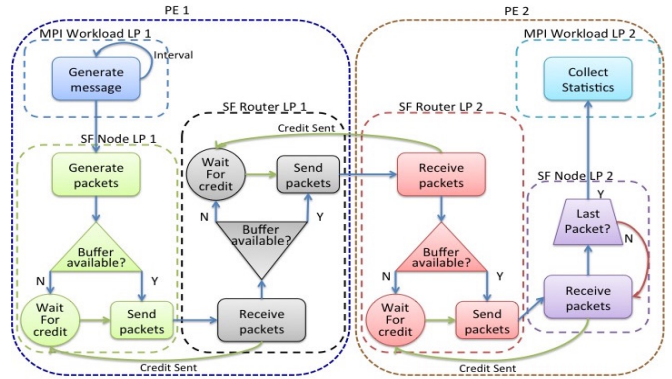 PE 1
PE 2
MPI Workload LP 1
Interval
Generate
message
MPI Workload LP 2
Collect
Statistics
SF Node LP 1
Generate
packets
Buffer
available?
N
Y
Wait
For
credit
Send
packets
SF Router LP 1
Credit Sent
Wait
For
credit
Send
packets
N
Y
Buffer
available?
Receive
packets
SF Router LP 2
Receive
packets
Buffer
available?
N
Y
Wait
For
credit
Send
packets
SF Node LP 2
Y
Last
Packet?
N
Receive
packets
Credit Sent
Credit Sent